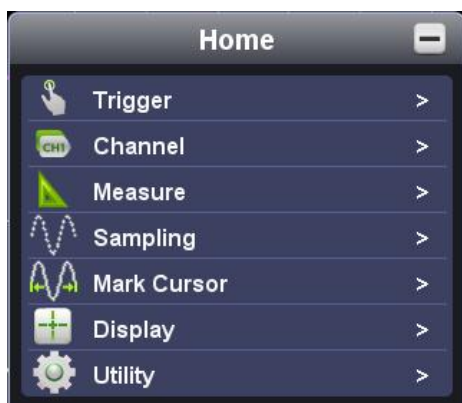 Home
Trigger >
CH1 Channel >
Measure >
Sampling >
Mark Cursor >
Display >
Utility >